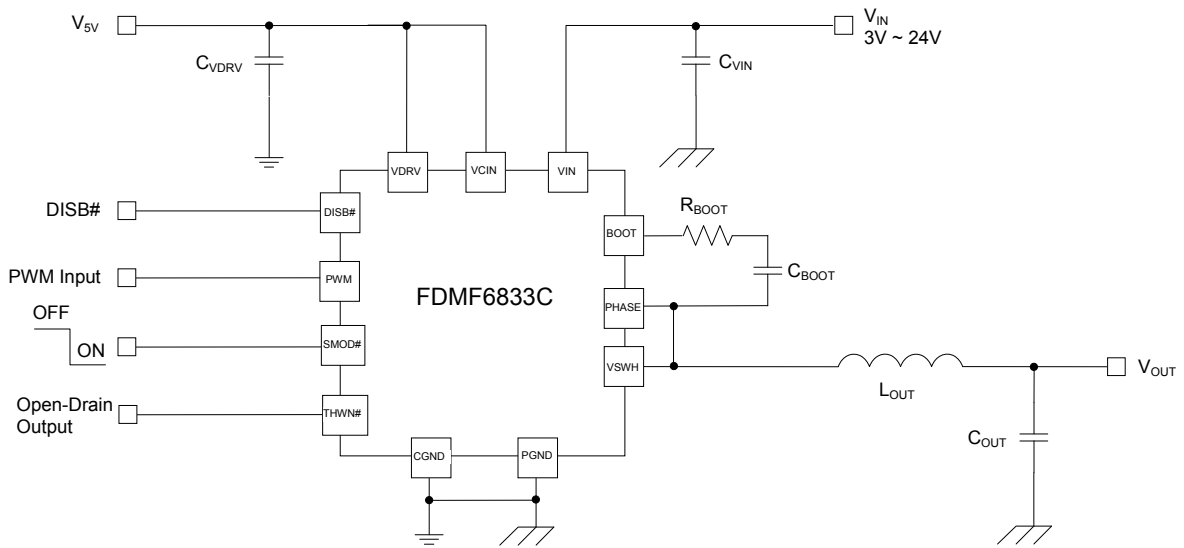 V5V
CVDRV
CVIN
VIN
3V ~ 24V
VDRV
VCIN
VIN
DISB#
DISB#
BOOT
RBOOT
CBOOT
PWM Input
PWM
FDMF6833C
PHASE
OFF
ON
SMOD#
VSWH
LOUT
VOUT
Open-Drain
Output
THWN#
COUT
CGND
PGND